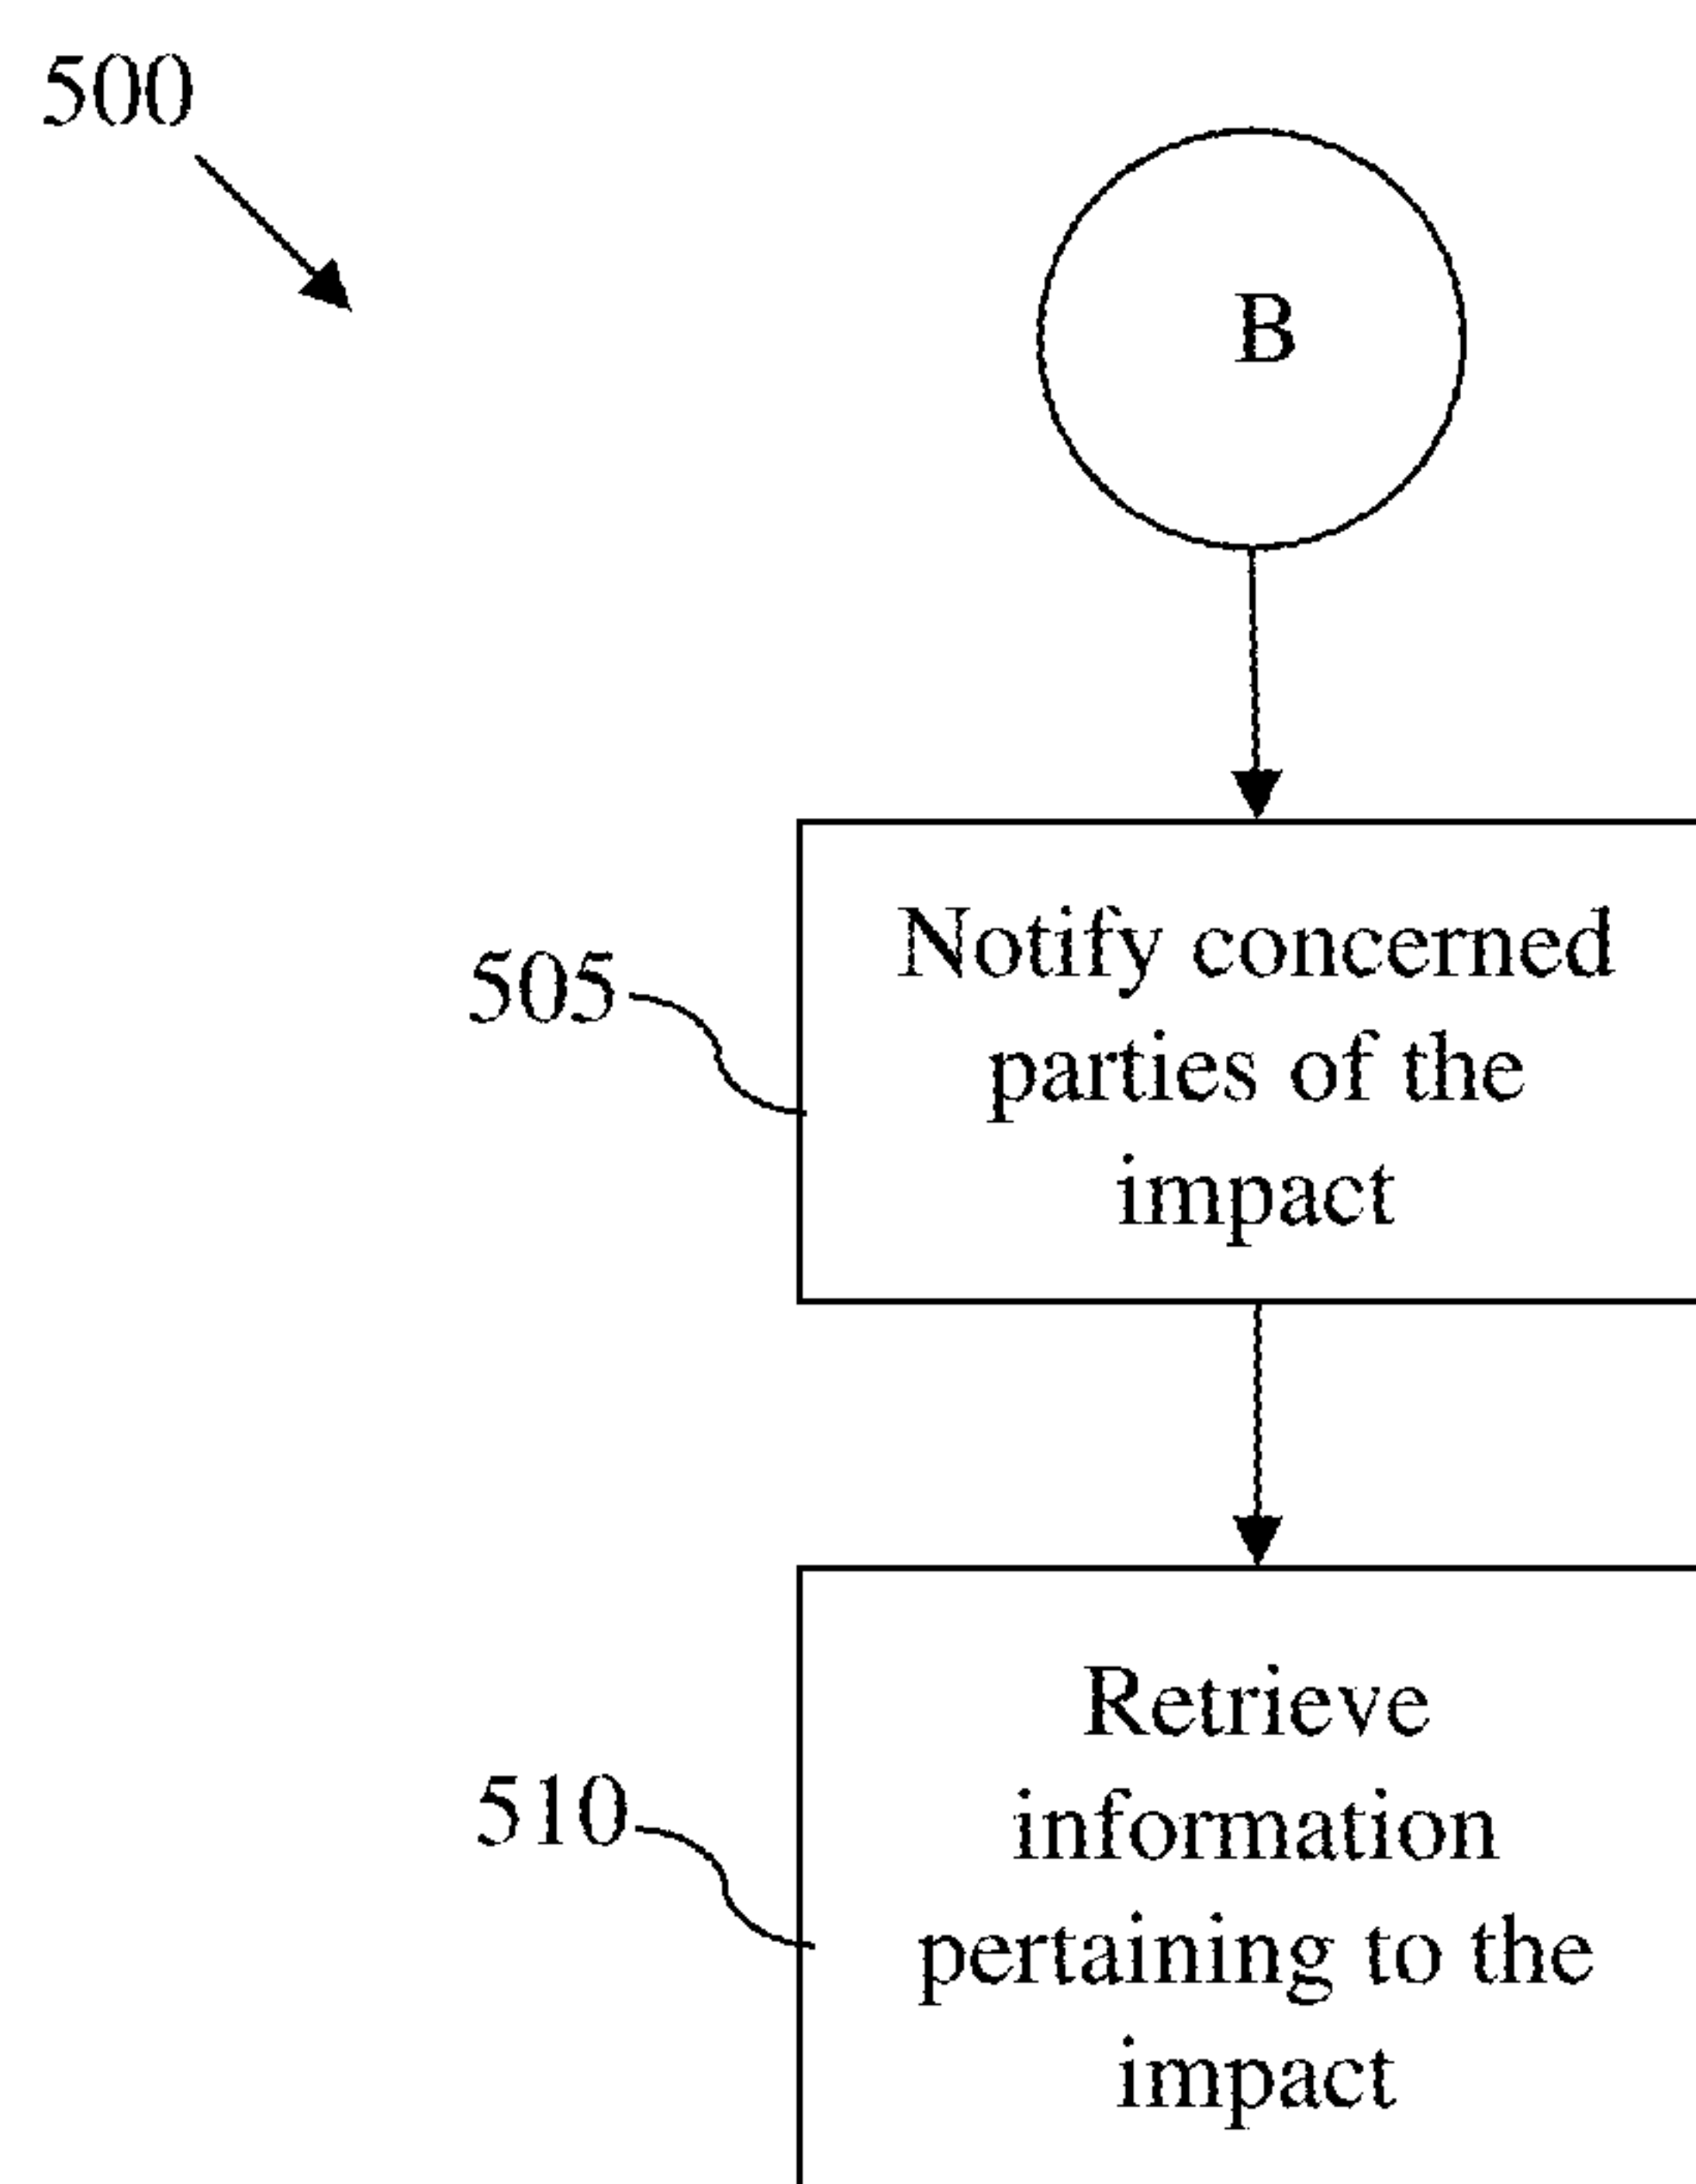 500
B
505
Notify concerned
parties of the
impact
510
Retrieve
information
pertaining to the
impact